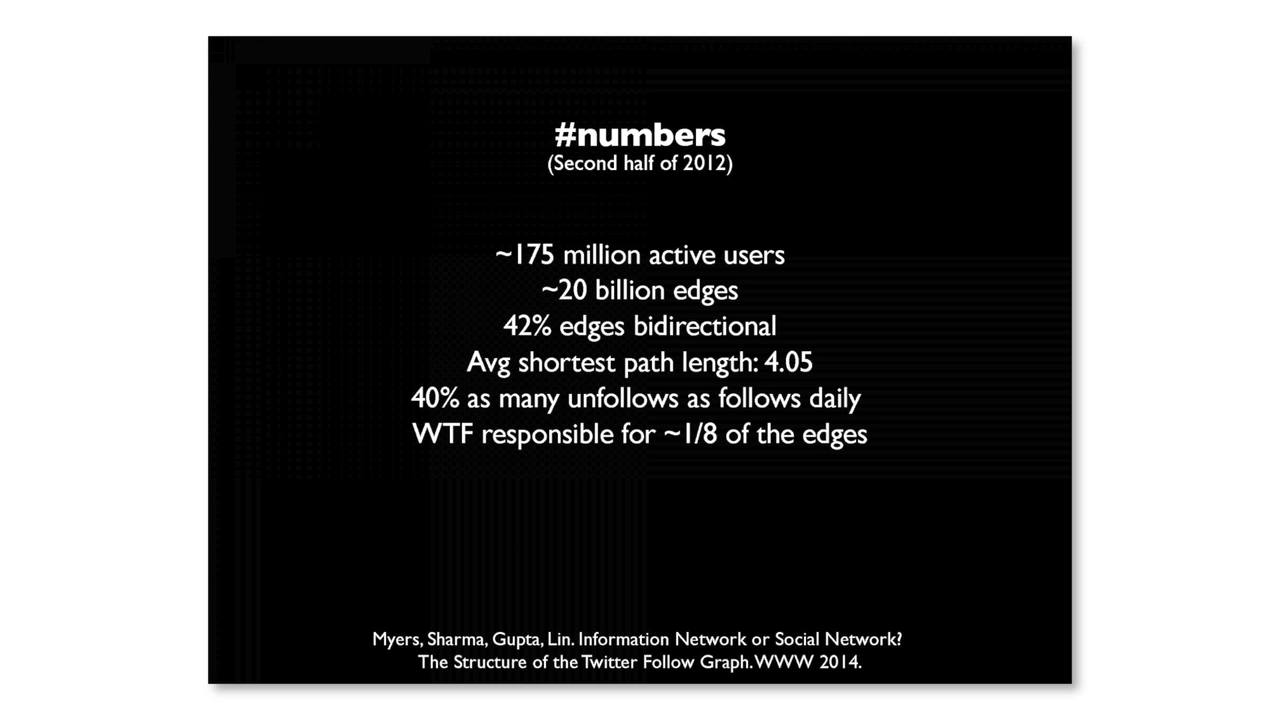 #numbers
(Second half of 2012)
~175 million active users
~20 billion edges
42% edges bidirectional
Avg shortest path length: 4.05
40% as many unfollows as follows daily
WTF responsible for ~1/8 of the edges
Myers, Sharma, Gupta, Lin. Information Network or Social Network?
The Structure of the Twitter Follow Graph. WWW 2014.